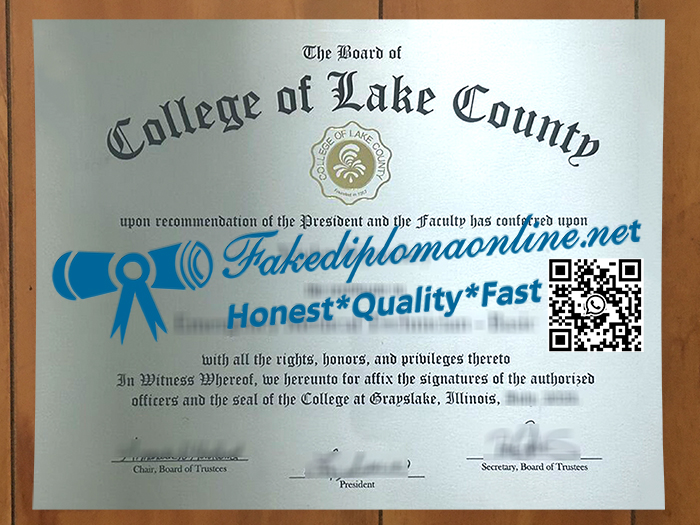 The Board of
College of Lake County
COLLEGE OF LAKE COUNTY
Founded in 1967
upon recommendation of the President and the Faculty has conferred upon
Fakediplomaonline.net
Honest*Quality*Fast
with all the rights, honors, and privileges thereto
In Witness Whereof, we hereunto for affix the signatures of the authorized
officers and the seal of the College at Grayslake, Illinois,
Chair, Board of Trustees
President
Secretary, Board of Trustees